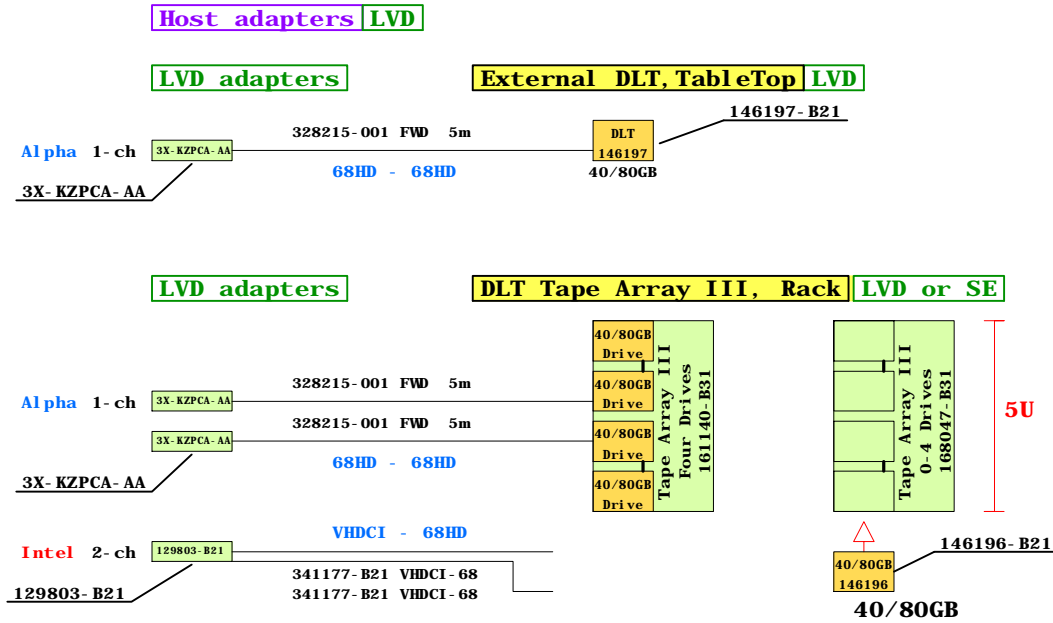 Host adapters LVD
LVD adapters
External DLT, TableTop LVD
146197-B21
328215-001 FWD 5m
DLT
146197
Alpha 1-ch 3X-KZPCA-AA
68HD - 68HD
40/80GB
3X-KZPCA-AA
LVD adapters
DLT Tape Array III, Rack LVD or SE
40/80GB
Drive
40/80GB
Drive
40/80GB
Drive
40/80GB
Drive
Tape Array III
Four Drives
161140-B31
Tape Array III
0-4 Drives
168047-B31
5U
328215-001 FWD 5m
Alpha 1-ch 3X-KZPCA-AA
328215-001 FWD 5m
3X-KZPCA-AA
68HD - 68HD
3X-KZPCA-AA
VHDCI - 68HD
Intel 2-ch 129803-B21
341177-B21 VHDCI-68
341177-B21 VHDCI-68
129803-B21
146196-B21
40/80GB
146196
40/80GB